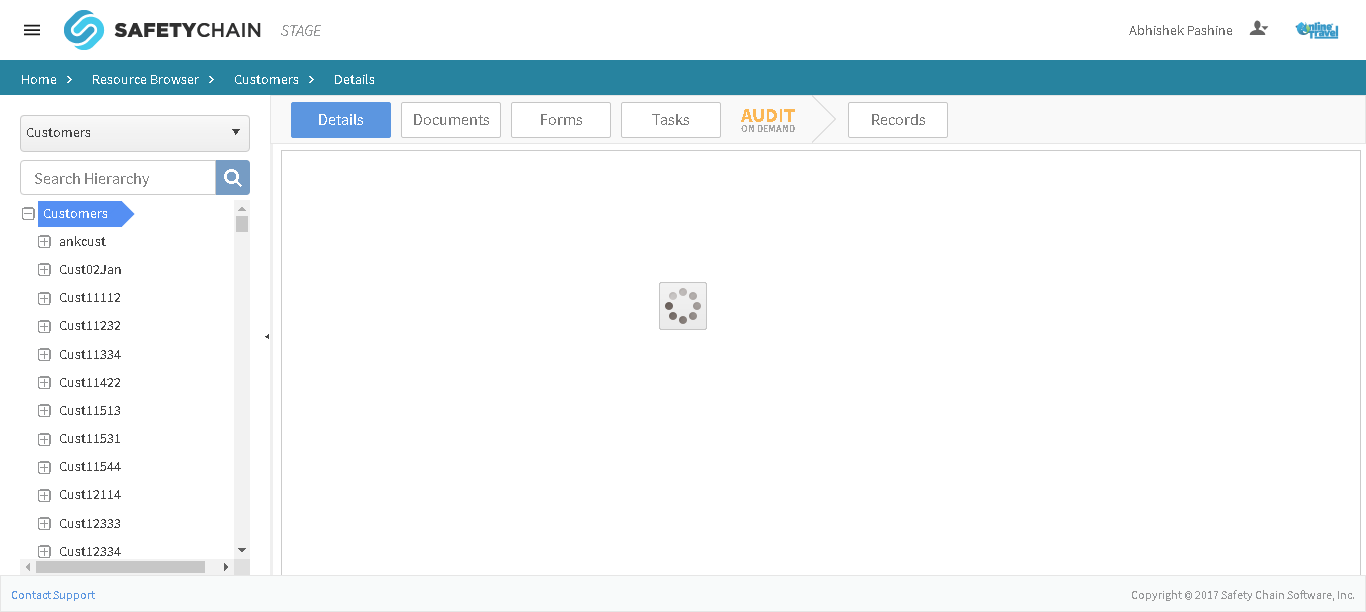 SAFETYCHAIN STAGE
Abhishek Pashine
Online Travel
Home Resource Browser Customers Details
Customers
Search Hierarchy
Customers
ankcust
Cust02Jan
Cust11112
Cust11232
Cust11334
Cust11422
Cust11513
Cust11531
Cust11544
Cust12114
Cust12333
Cust12334
Details Documents Forms Tasks AUDIT Records
ON DEMAND
Contact Support
Copyright © 2017 Safety Chain Software, Inc.